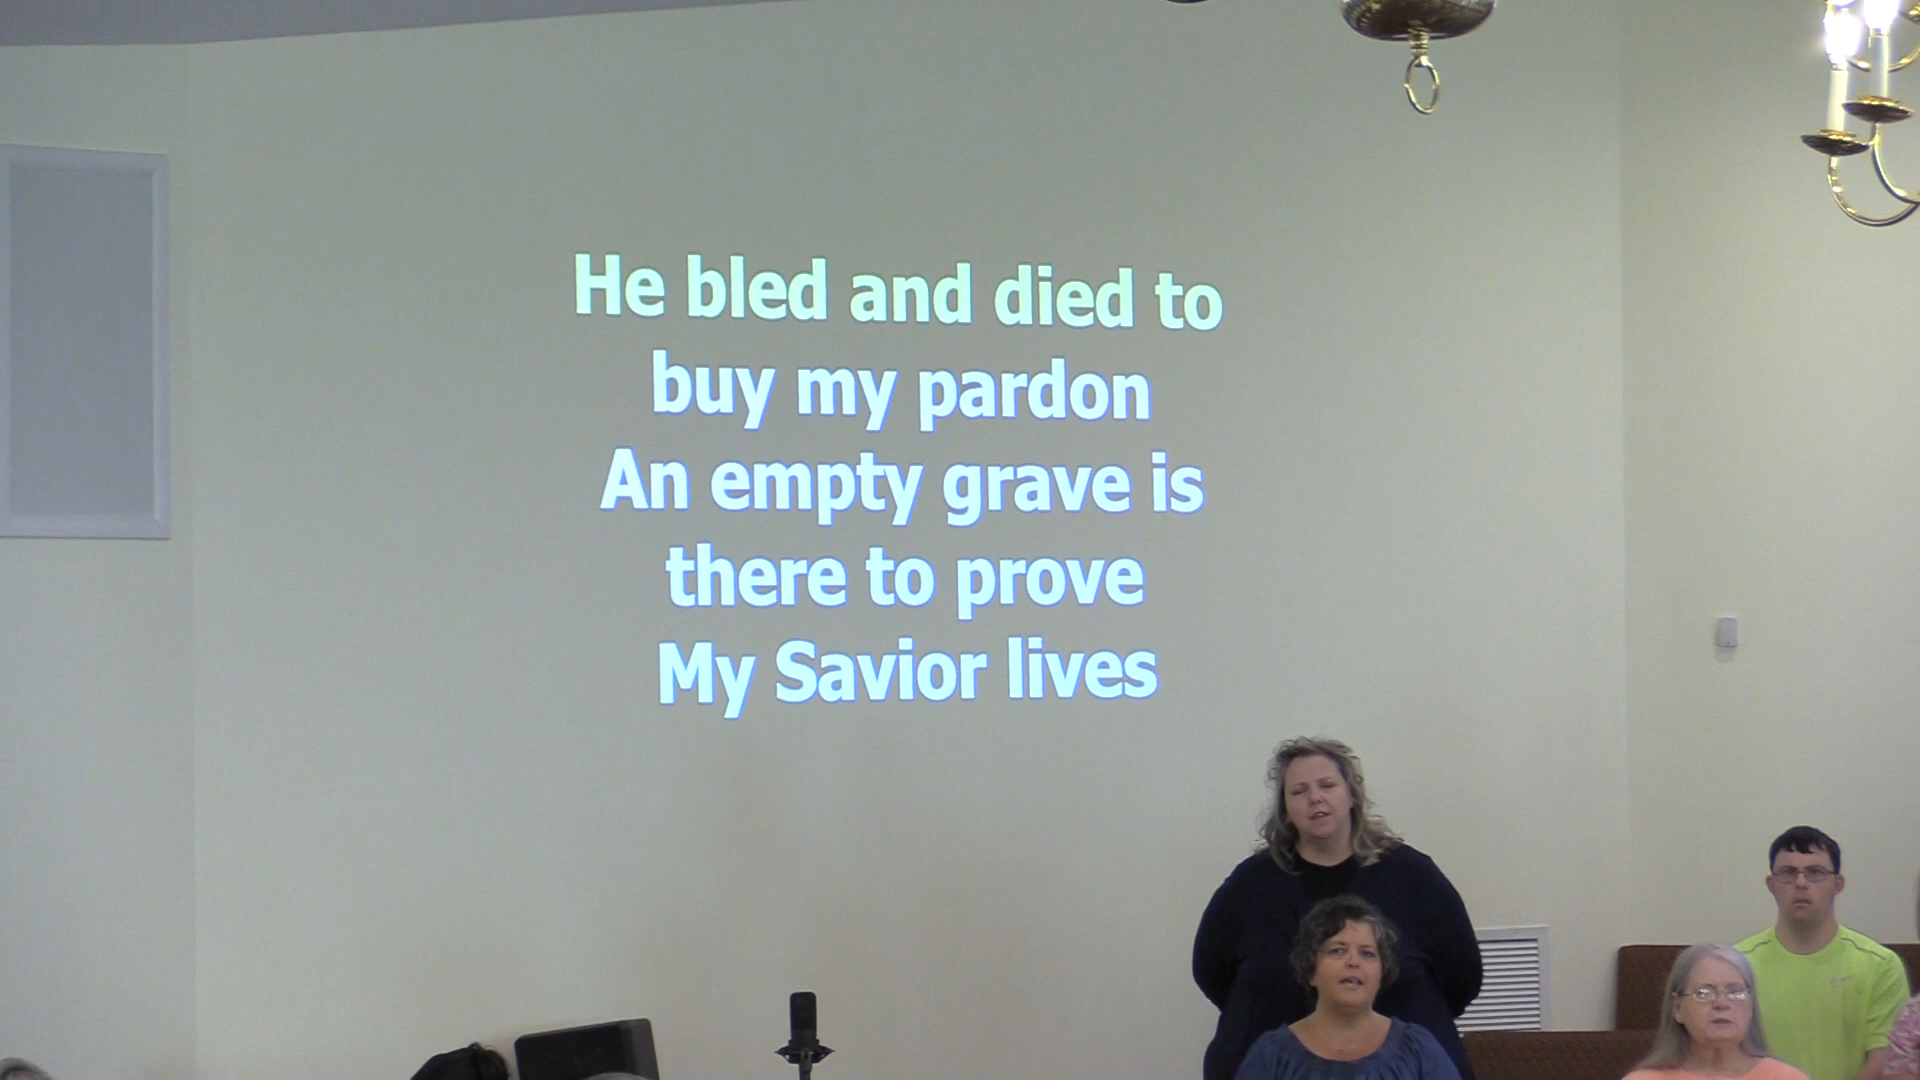 He bled and died to
buy my pardon
An empty grave is
there to prove
My Savior lives